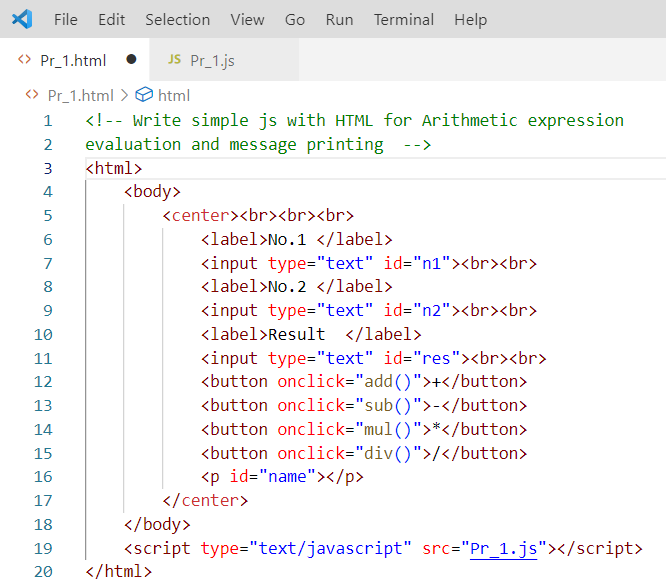 File Edit Selection View Go Run Terminal Help
Pr_1.html ● JS Pr_1.js
Pr_1.html > html
1 <!-- Write simple js with HTML for Arithmetic expression
2 evaluation and message printing  -->
3 <html>
4     <body>
5         <center><br><br><br>
6             <label>No.1 </label>
7             <input type="text" id="n1"><br><br>
8             <label>No.2 </label>
9             <input type="text" id="n2"><br><br>
10             <label>Result  </label>
11             <input type="text" id="res"><br><br>
12             <button onclick="add()">+</button>
13             <button onclick="sub()">-</button>
14             <button onclick="mul()">*</button>
15             <button onclick="div()">/</button>
16             <p id="name"></p>
17         </center>
18     </body>
19     <script type="text/javascript" src="Pr_1.js"></script>
20 </html>